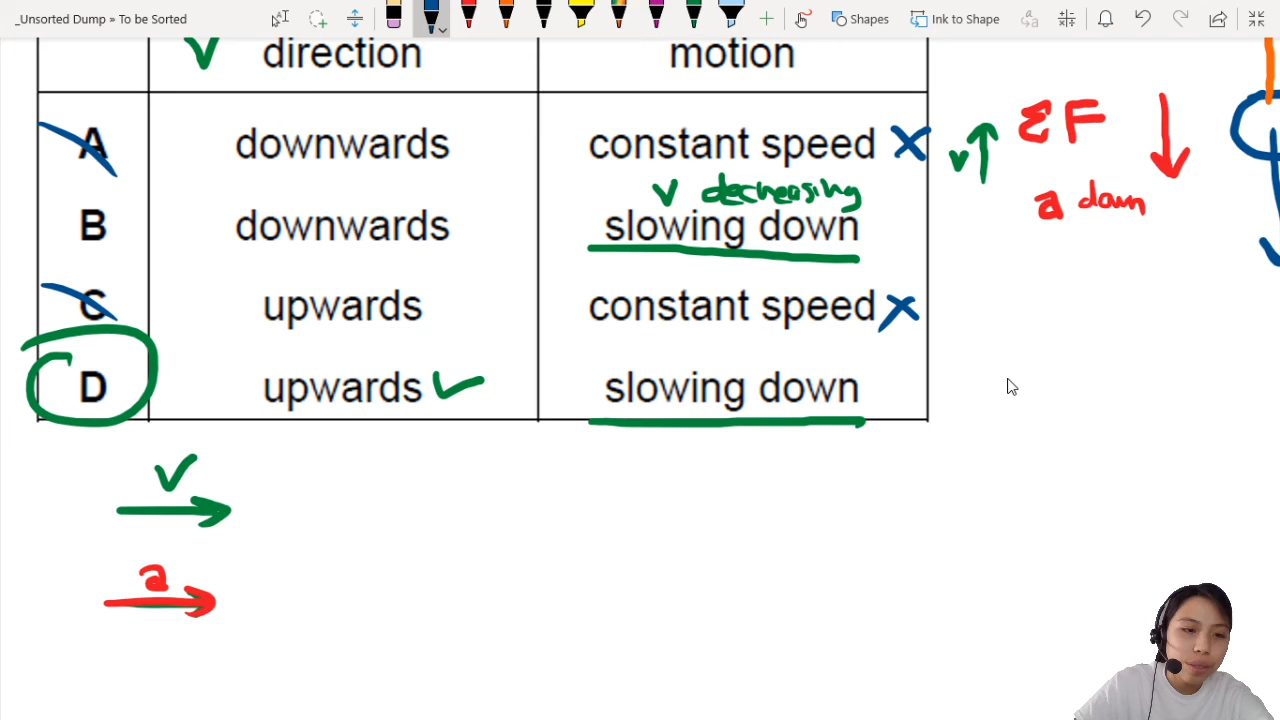 _Unsorted Dump » To be Sorted
Shapes
Ink to Shape
v direction motion
A downwards constant speed
v decreasing
B downwards slowing down
C upwards constant speed
D upwards slowing down
v
ΣF
a down
v
a